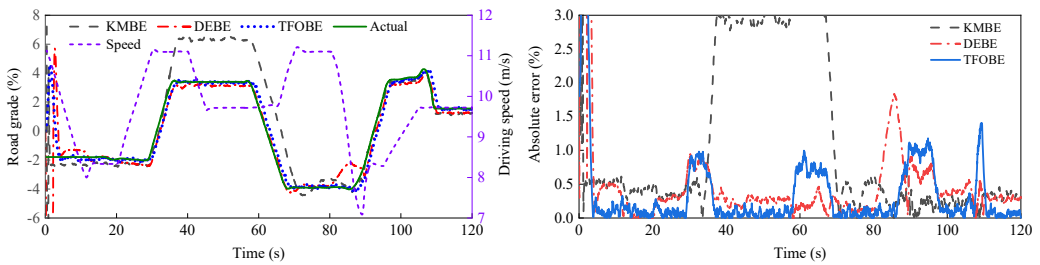 KMBE DEBE TFOBE Actual
Speed
Road grade (%)
8
6
4
2
0
-2
-4
-6
0 20 40 60 80 100 120
Time (s)
12
11
10
9
8
7
Driving speed (m/s)
KMBE
DEBE
TFOBE
Absolute error (%)
3.0
2.5
2.0
1.5
1.0
0.5
0.0
0 20 40 60 80 100 120
Time (s)